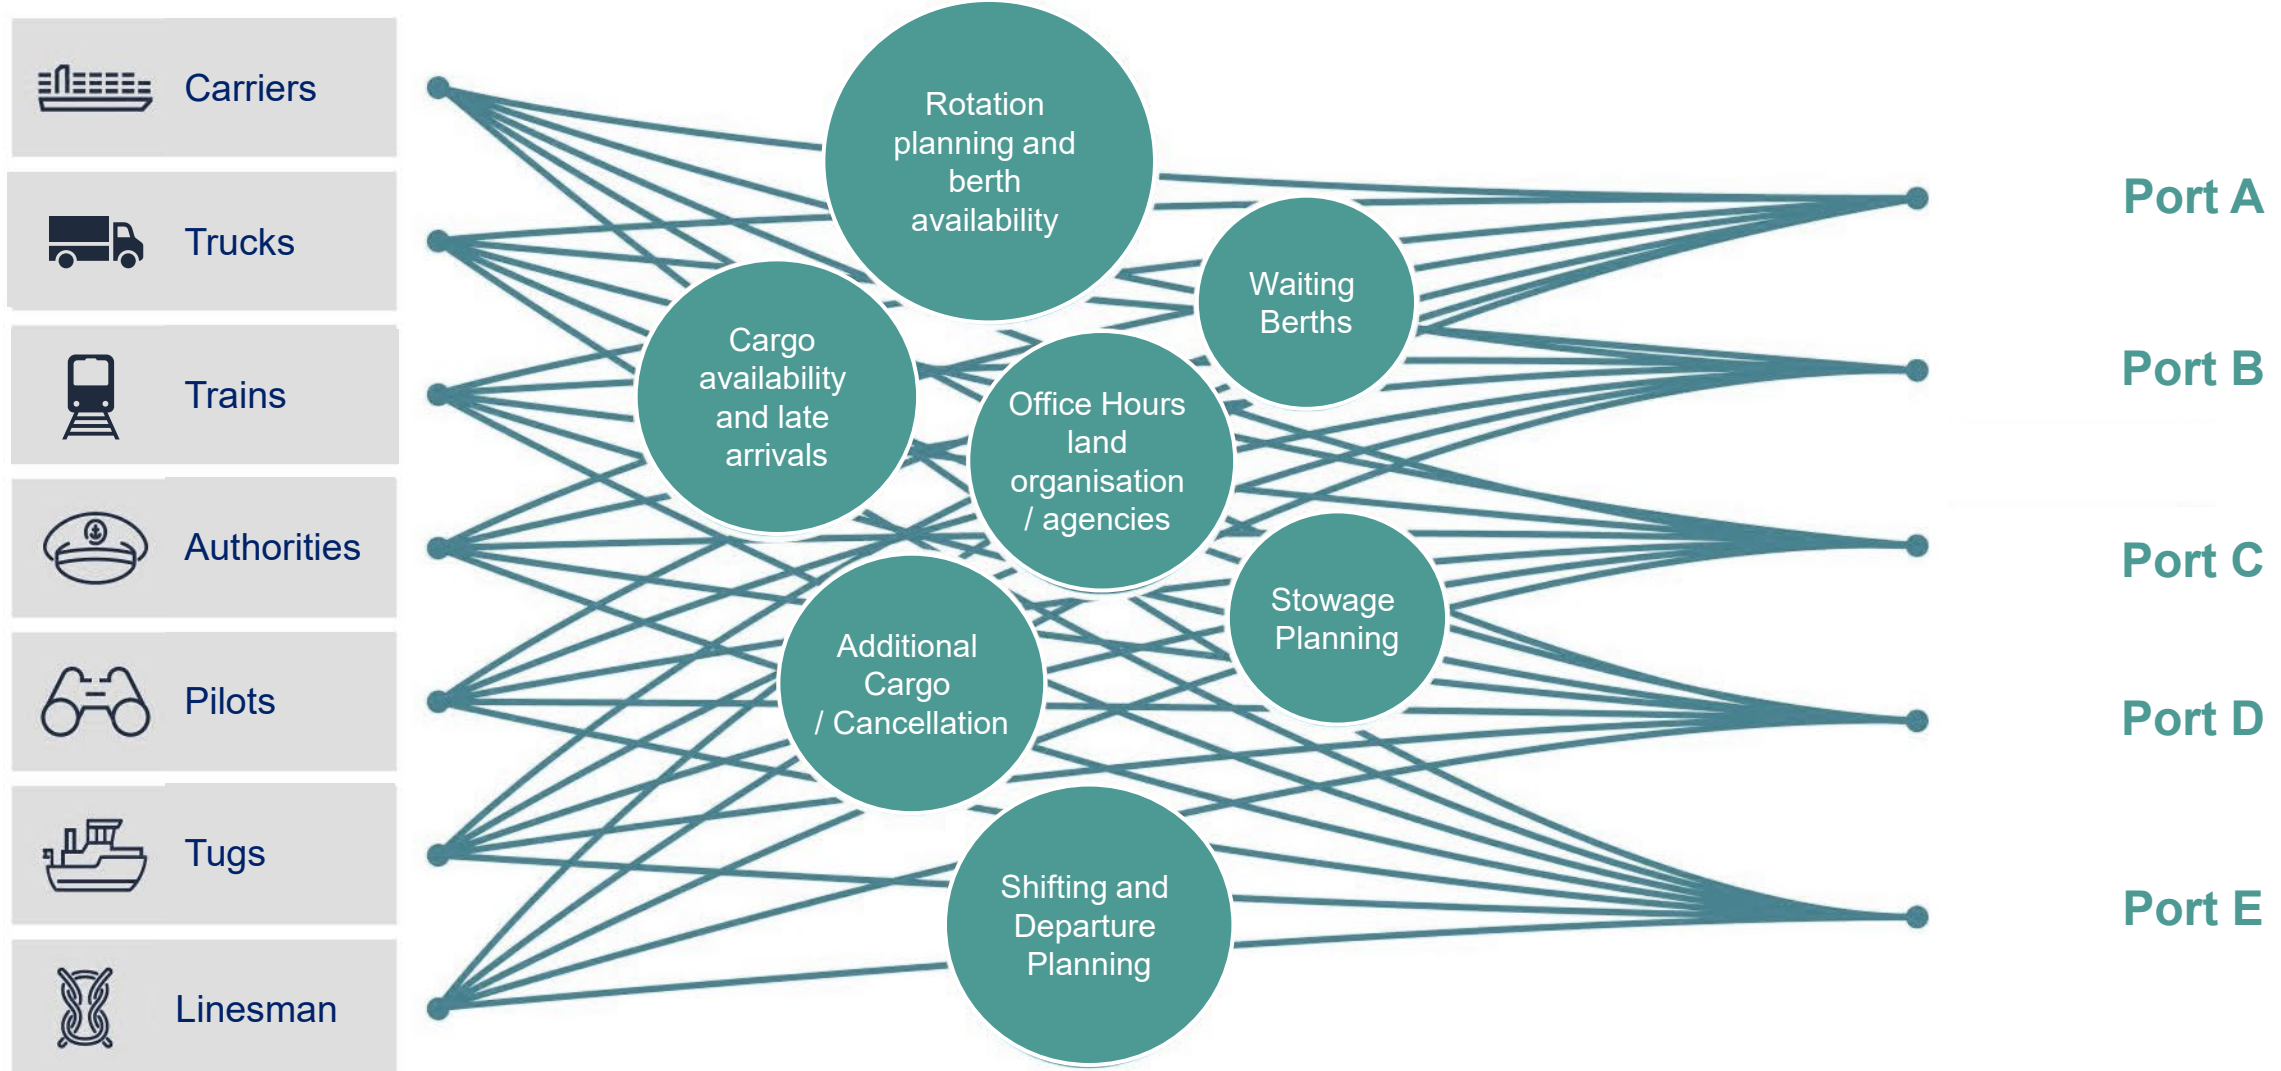 Carriers
Trucks
Trains
Authorities
Pilots
Tugs
Linesman
Rotation
planning and
berth
availability
Waiting
Berths
Cargo
availability
and late
arrivals
Office Hours
land
organisation
/ agencies
Stowage
Planning
Additional
Cargo
/ Cancellation
Shifting and
Departure
Planning
Port A
Port B
Port C
Port D
Port E